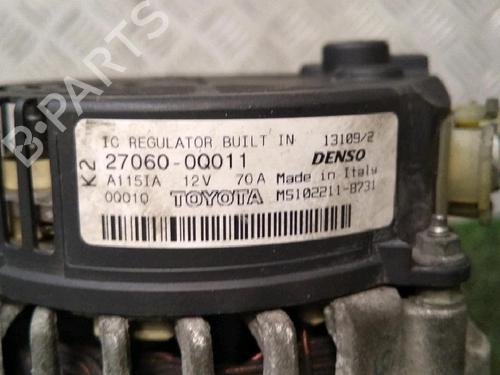 B-PARTS
IC REGULATOR BUILT IN 13109/2
K2 27060-0Q011 DENSO
A115IA 12V 70A Made in Italy
0Q010 TOYOTA MS102211-8731